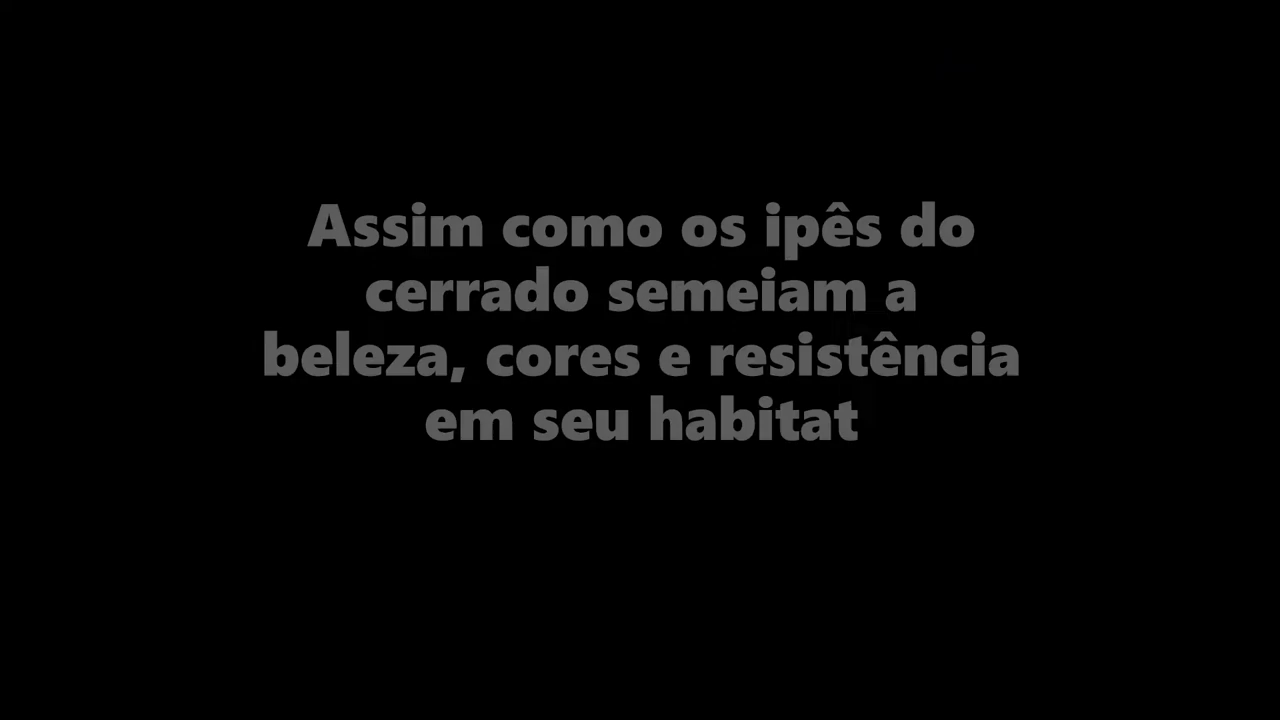 Assim como os ipês do
cerrado semeiam a
beleza, cores e resistência
em seu habitat